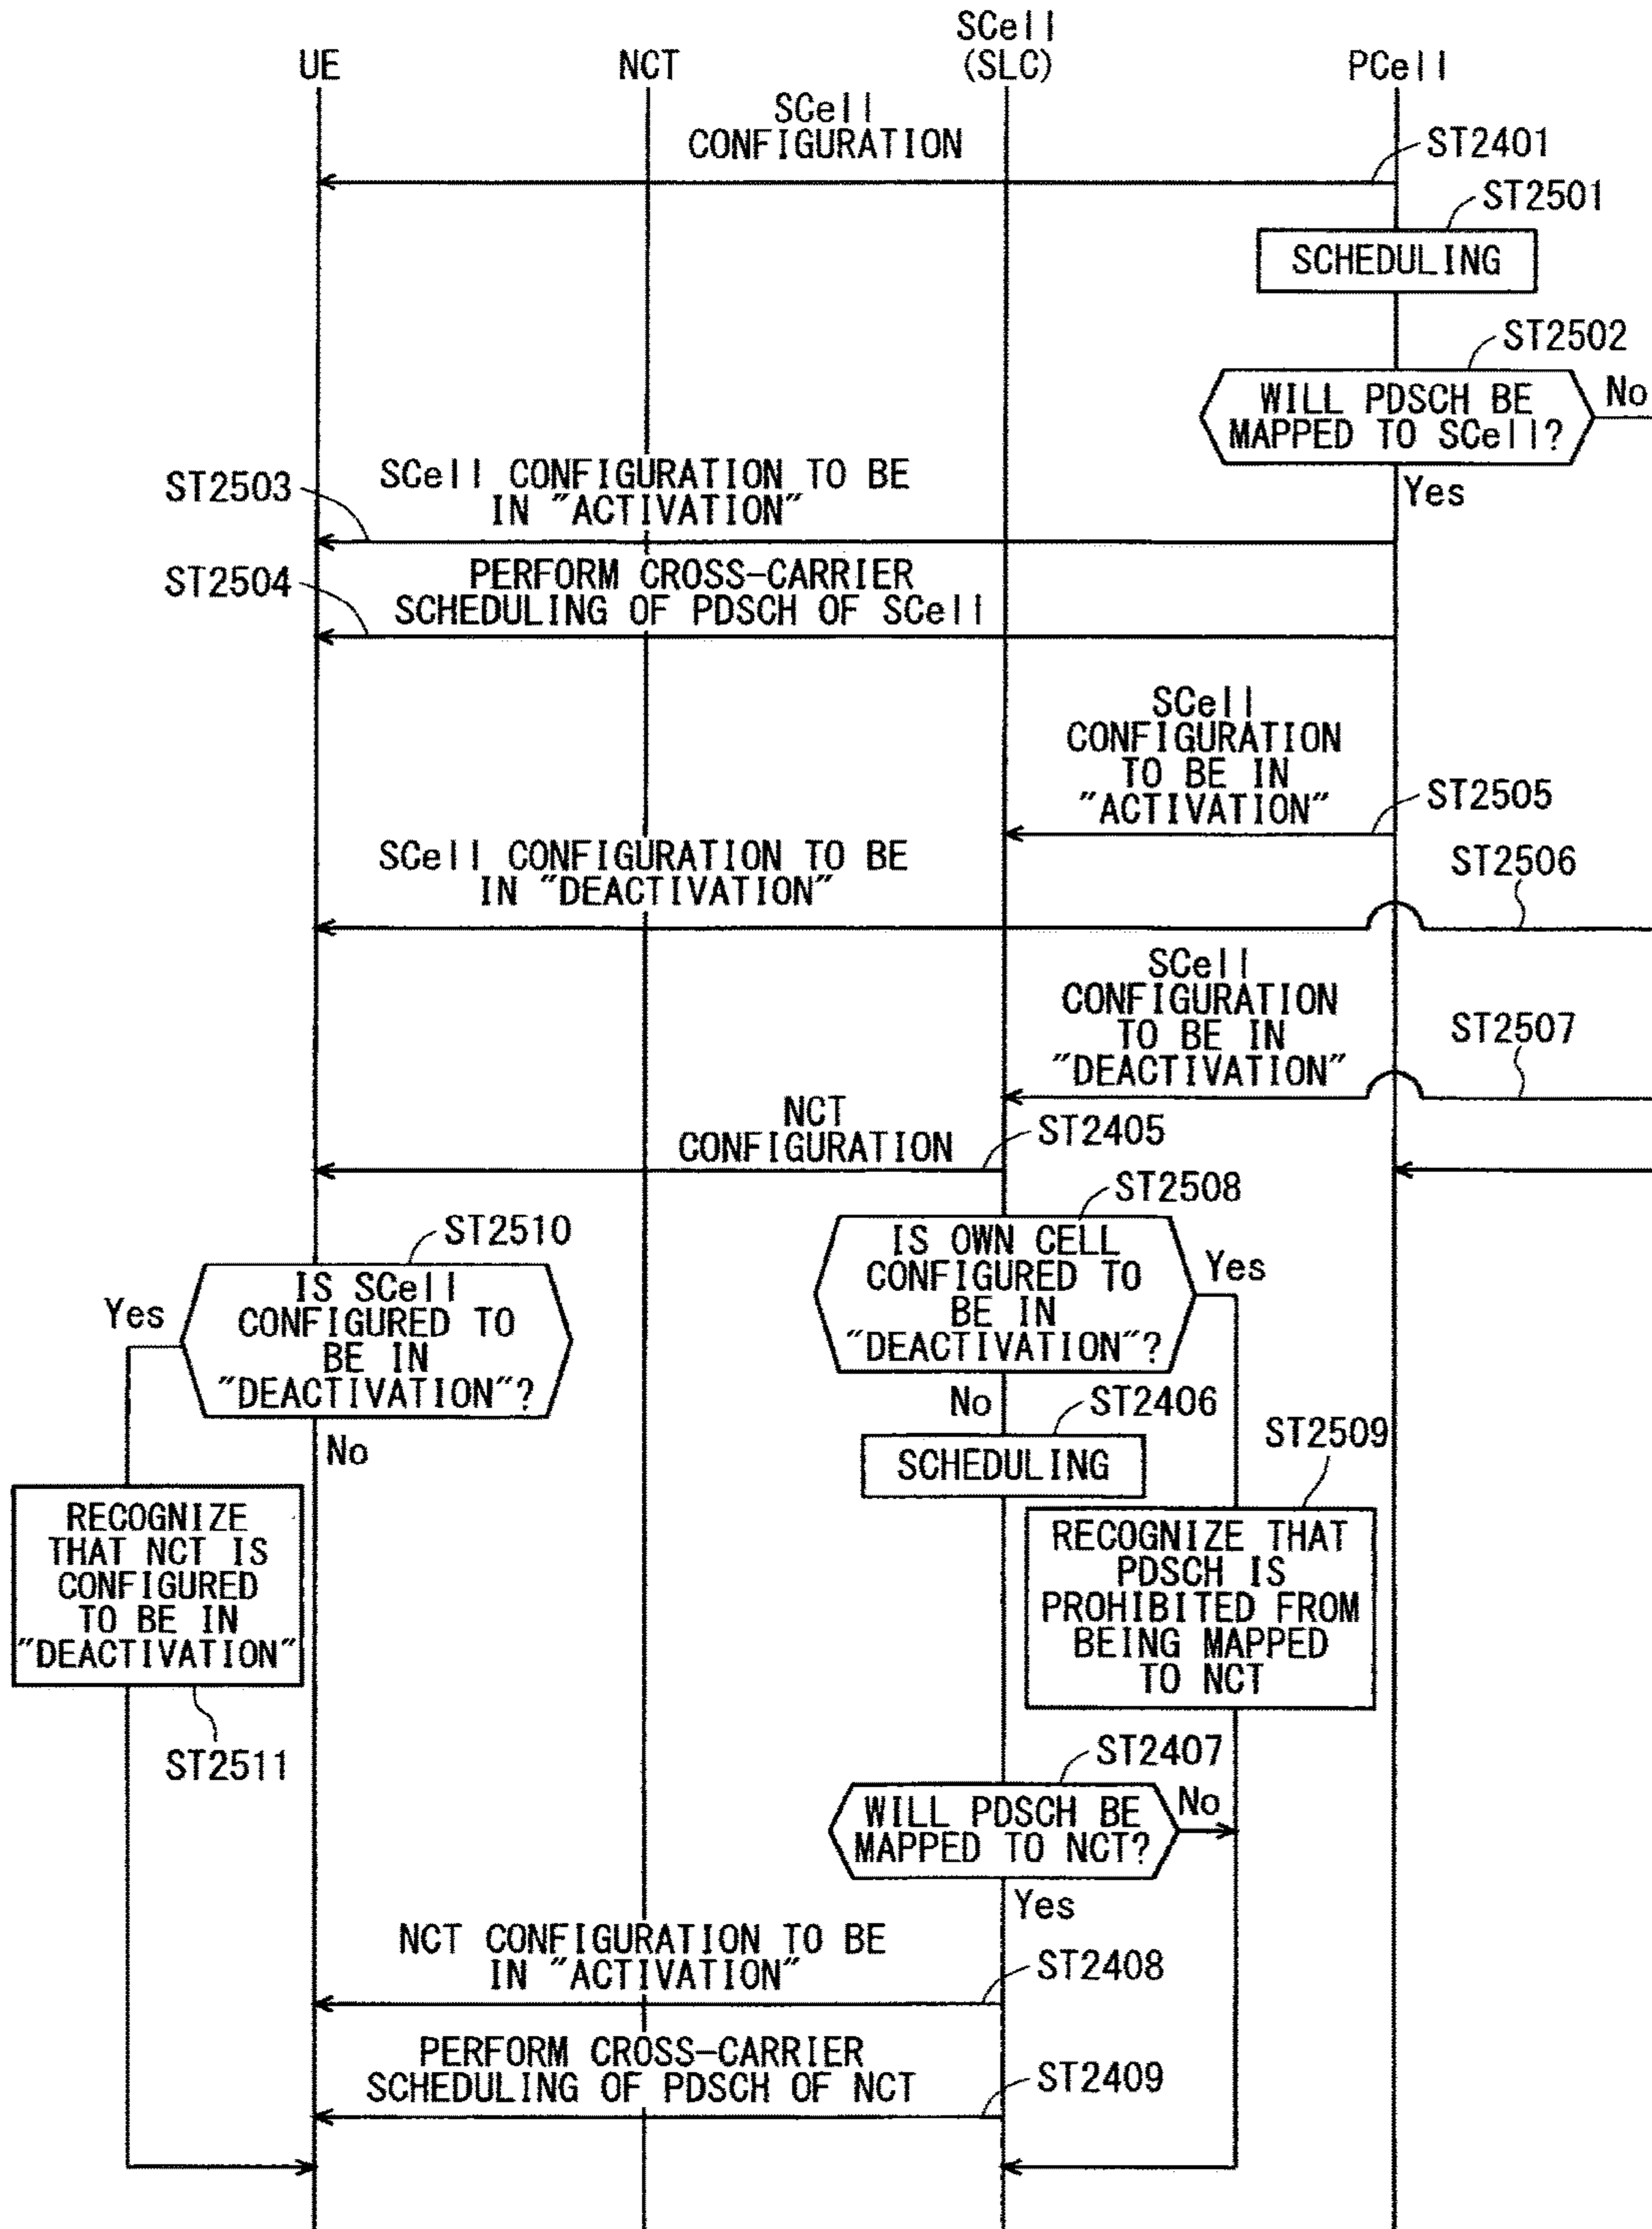 UE
NCT
SCell
(SLC)
PCell
SCell
CONFIGURATION
ST2401
ST2501
SCHEDULING
ST2502
WILL PDSCH BE
MAPPED TO SCell?
No
Yes
ST2503
SCell CONFIGURATION TO BE
IN "ACTIVATION"
ST2504
PERFORM CROSS-CARRIER
SCHEDULING OF PDSCH OF SCell
SCell
CONFIGURATION
TO BE IN
"ACTIVATION"
ST2505
SCell CONFIGURATION TO BE
IN "DEACTIVATION"
ST2506
SCell
CONFIGURATION
TO BE IN
"DEACTIVATION"
ST2507
NCT
CONFIGURATION
ST2405
ST2508
IS OWN CELL
CONFIGURED TO
BE IN
"DEACTIVATION"?
Yes
No
ST2510
IS SCell
CONFIGURED TO
BE IN
"DEACTIVATION"?
Yes
No
ST2406
SCHEDULING
ST2509
RECOGNIZE THAT
PDSCH IS
PROHIBITED FROM
BEING MAPPED
TO NCT
RECOGNIZE
THAT NCT IS
CONFIGURED
TO BE IN
"DEACTIVATION"
ST2511
ST2407
WILL PDSCH BE
MAPPED TO NCT?
No
Yes
NCT CONFIGURATION TO BE
IN "ACTIVATION"
ST2408
PERFORM CROSS-CARRIER
SCHEDULING OF PDSCH OF NCT
ST2409